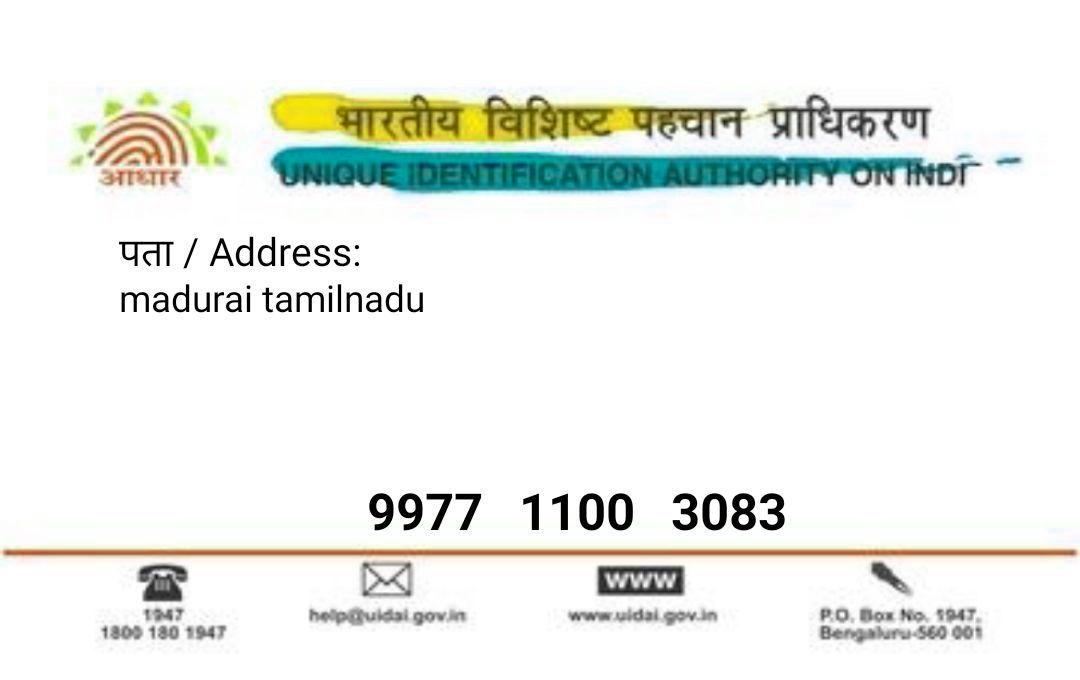 आधार
भारतीय विशिष्ट पहचान प्राधिकरण
UNIQUE IDENTIFICATION AUTHORITY ON INDI
पता / Address:
madurai tamilnadu
9977 1100 3083
1947
1800 180 1947
help@uidai.gov.in
www
www.uidai.gov.in
P.O. Box No. 1947,
Bengaluru-560 001